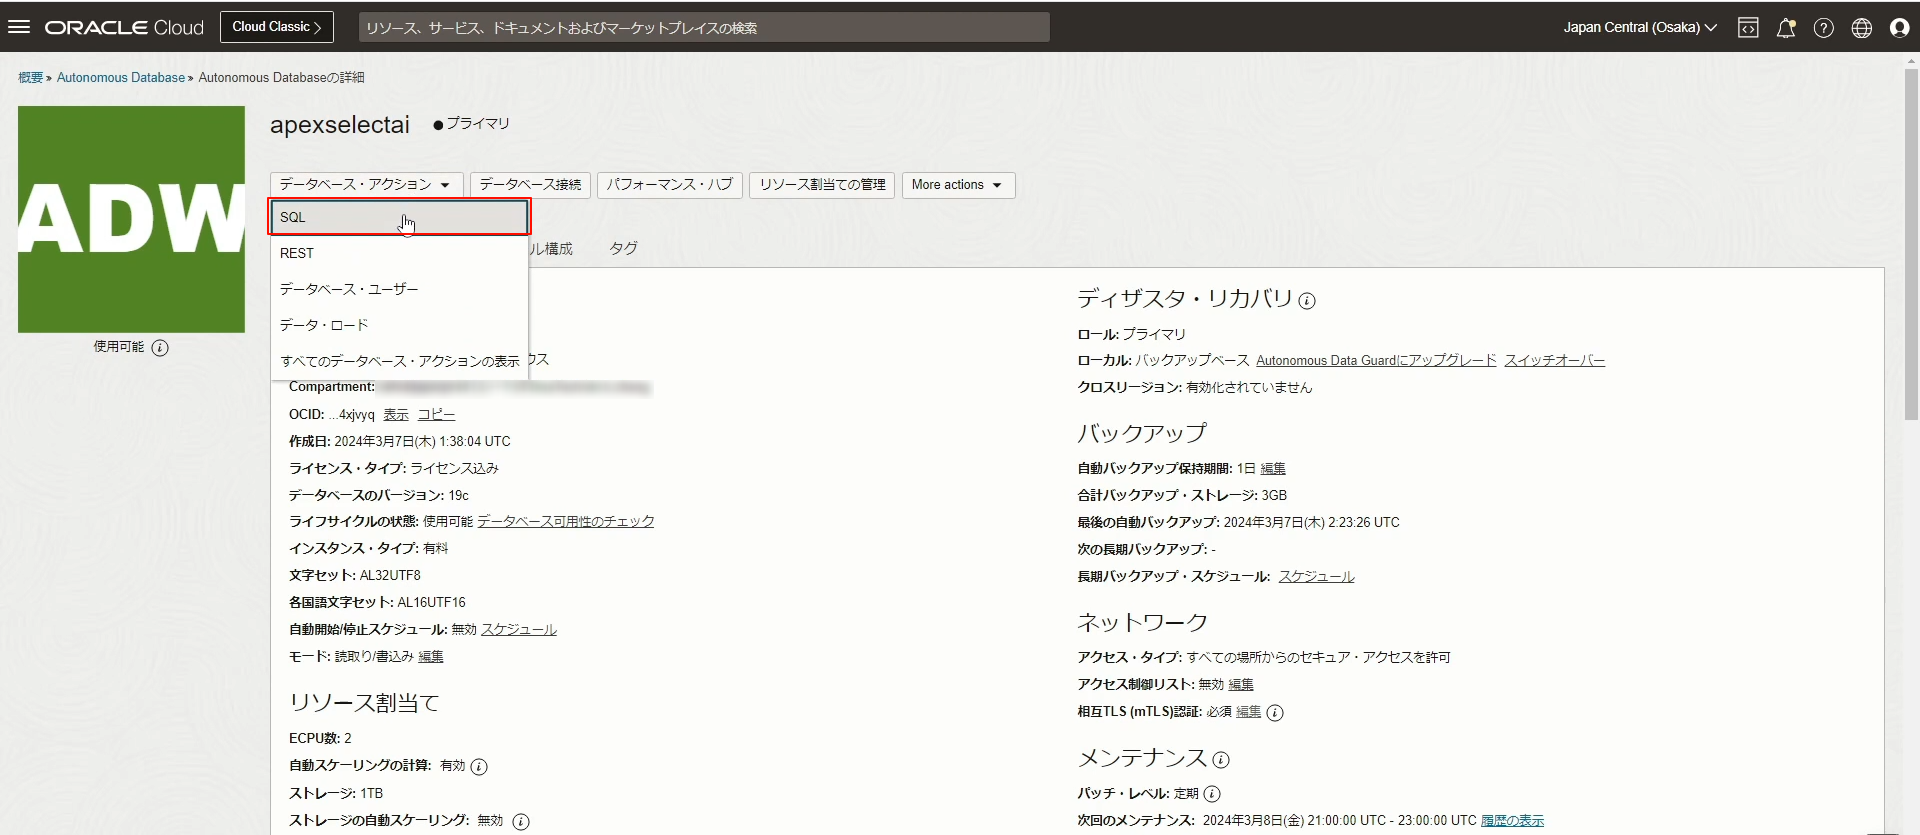 ORACLE Cloud
Cloud Classic >
リソース、サービス、ドキュメントおよびマーケットプレイスの検索
Japan Central (Osaka)
概要 » Autonomous Database » Autonomous Databaseの詳細
ADW
使用可能
apexselectai
プライマリ
データベース・アクション
データベース接続
パフォーマンス・ハブ
リソース割当ての管理
More actions
SQL
REST
データベース・ユーザー
データ・ロード
すべてのデータベース・アクションの表示
ル構成
タグ
ウス
Compartment:
OCID: ...4xjvyq 表示 コピー
作成日: 2024年3月7日(木) 1:38:04 UTC
ライセンス・タイプ: ライセンス込み
データベースのバージョン: 19c
ライフサイクルの状態: 使用可能 データベース可用性のチェック
インスタンス・タイプ: 有料
文字セット: AL32UTF8
各国語文字セット: AL16UTF16
自動開始/停止スケジュール: 無効 スケジュール
モード: 読取り/書込み 編集
リソース割当て
ECPU数: 2
自動スケーリングの計算: 有効
ストレージ: 1TB
ストレージの自動スケーリング: 無効
ディザスタ・リカバリ
ロール: プライマリ
ローカル: バックアップベース Autonomous Data Guardにアップグレード スイッチオーバー
クロスリージョン: 有効化されていません
バックアップ
自動バックアップ保持期間: 1日 編集
合計バックアップ・ストレージ: 3GB
最後の自動バックアップ: 2024年3月7日(木) 2:23:26 UTC
次の長期バックアップ: -
長期バックアップ・スケジュール: スケジュール
ネットワーク
アクセス・タイプ: すべての場所からのセキュア・アクセスを許可
アクセス制御リスト: 無効 編集
相互TLS (mTLS)認証: 必須 編集
メンテナンス
パッチ・レベル: 定期
次回のメンテナンス: 2024年3月8日(金) 21:00:00 UTC - 23:00:00 UTC 履歴の表示